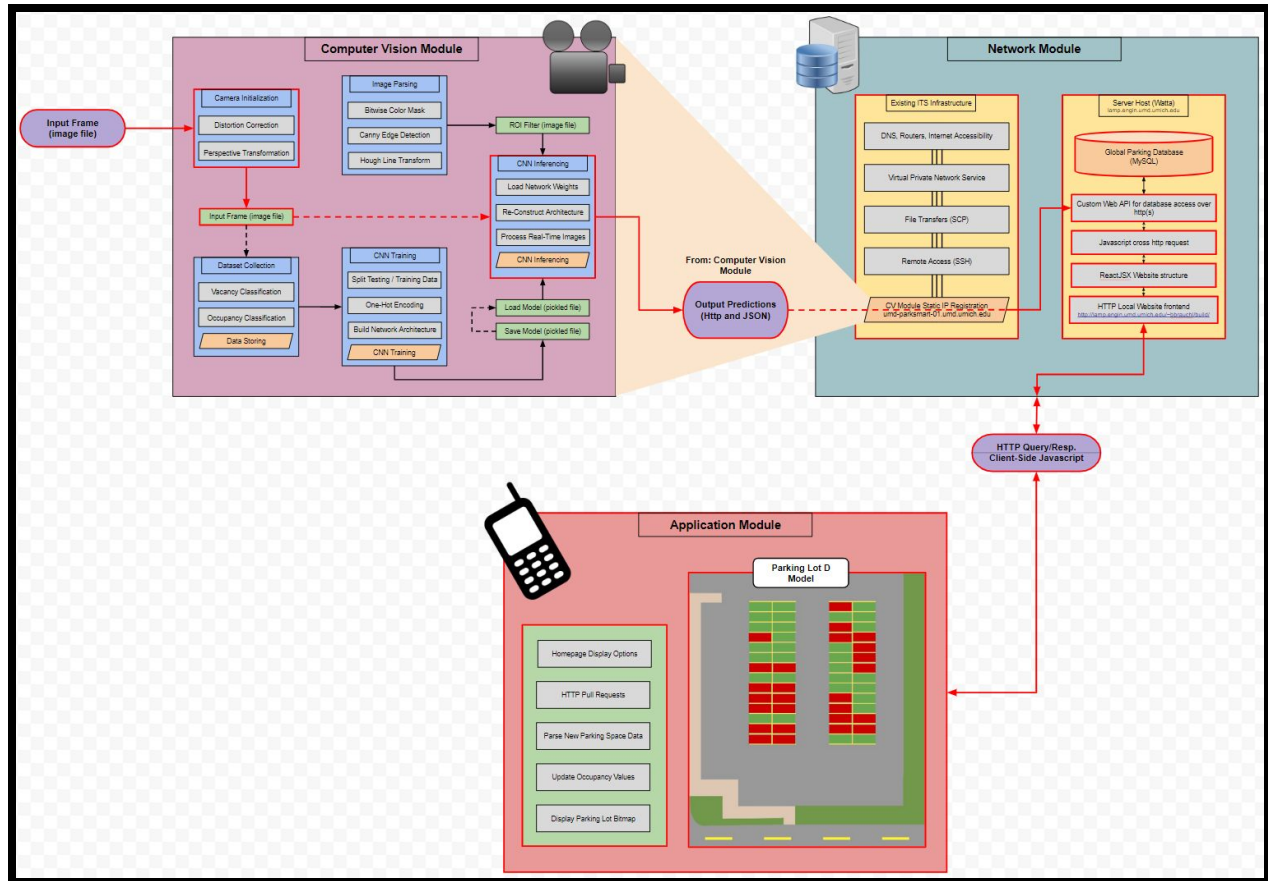 Computer Vision Module
Network Module
Input Frame
(image file)
Camera Initialization
Distortion Correction
Perspective Transformation
Image Parsing
Bitwise Color Mask
Canny Edge Detection
Hough Line Transform
ROI Filter (image file)
CNN Inferencing
Load Network Weights
Re-Construct Architecture
Process Real-Time Images
CNN Inferencing
Input Frame (image file)
Dataset Collection
Vacancy Classification
Occupancy Classification
Data Storing
CNN Training
Split Testing / Training Data
One-Hot Encoding
Build Network Architecture
CNN Training
Load Model (pickled file)
Save Model (pickled file)
From: Computer Vision
Module
Output Predictions
(Http and JSON)
Existing ITS Infrastructure
DNS, Routers, Internet Accessibility
Virtual Private Network Service
File Transfers (SCP)
Remote Access (SSH)
CV Module Static IP Registration
umd-parksmart-01.umd.umich.edu
Server Host (Watta)
lamp.engin.umd.umich.edu
Global Parking Database
(MySQL)
Custom Web API for database access over
http(s)
Javascript cross http request
ReactJSX Website structure
HTTP Local Website frontend
HTTP Query/Resp.
Client-Side Javascript
Application Module
Parking Lot D
Model
Homepage Display Options
HTTP Pull Requests
Parse New Parking Space Data
Update Occupancy Values
Display Parking Lot Bitmap